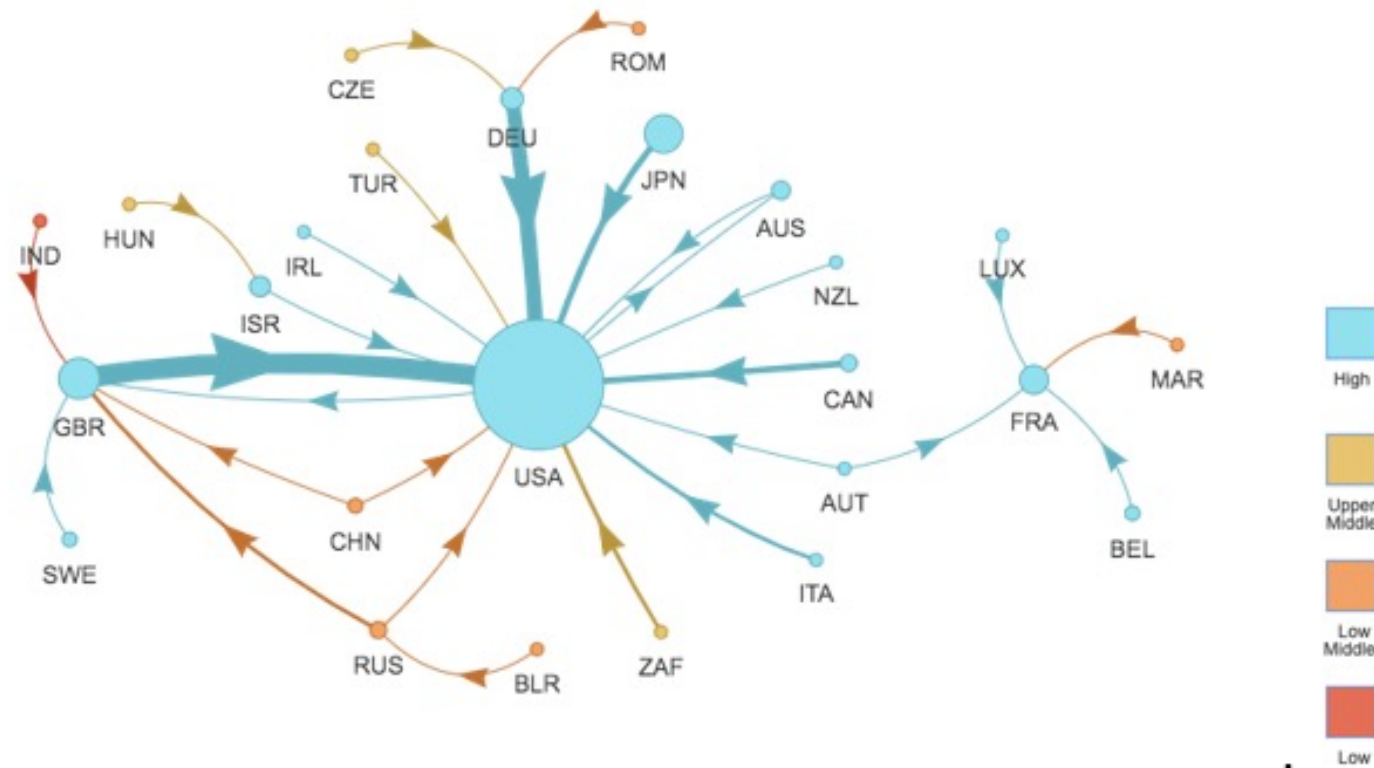 ROM
CZE
DEU
TUR
JPN
AUS
HUN
IND
IRL
LUX
NZL
ISR
High
MAR
CAN
FRA
GBR
USA
AUT
Upper
Middle
CHN
BEL
SWE
ITA
Low
Middle
RUS
ZAF
BLR
Low